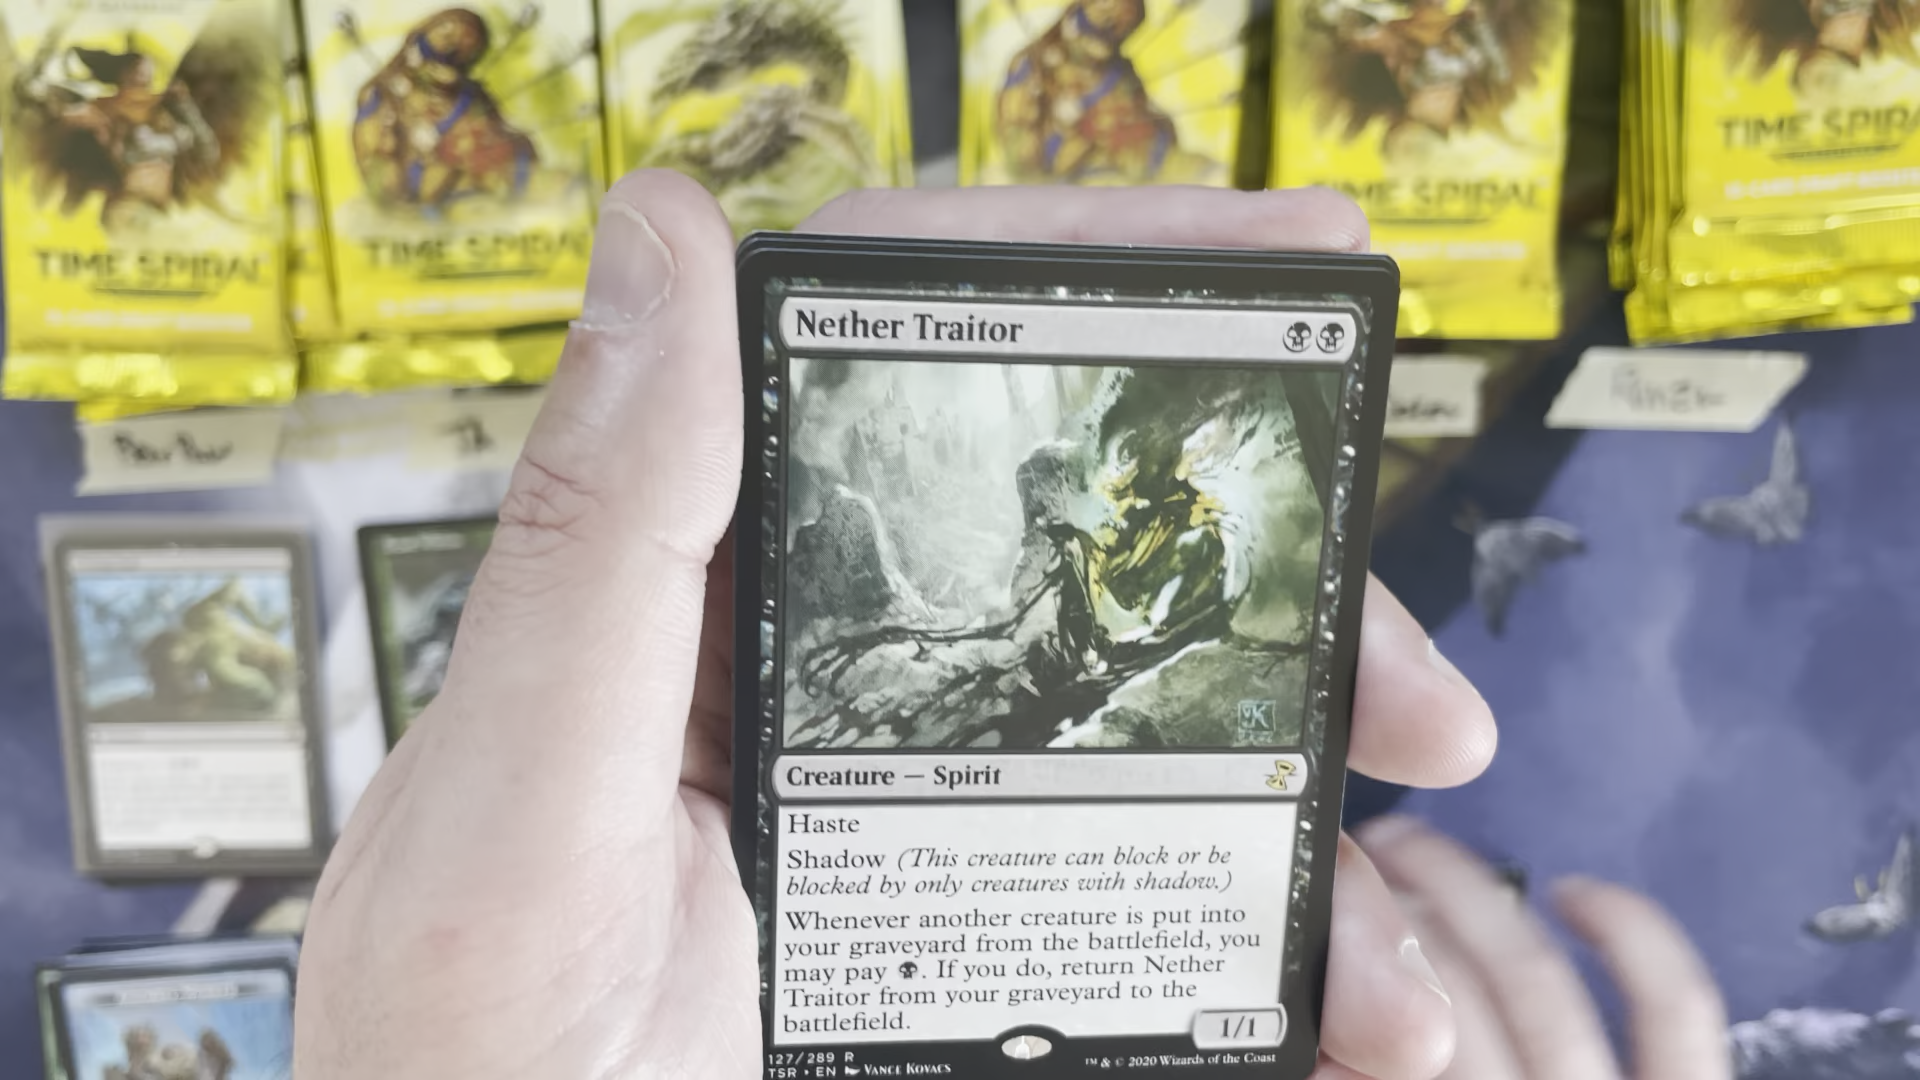 TIME SPIRAL
TIME SPIRAL
TIME SPIRAL
TIME SPIRA
Nether Traitor
VK
Creature — Spirit
Haste
Shadow (This creature can block or be
blocked by only creatures with shadow.)
Whenever another creature is put into
your graveyard from the battlefield, you
may pay . If you do, return Nether
Traitor from your graveyard to the
battlefield.
1/1
127/289 R
TSR • EN VANCE KOVACS
™ & © 2020 Wizards of the Coast